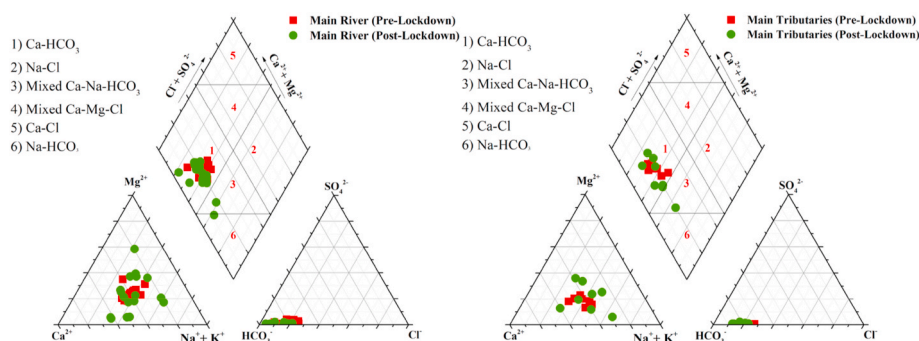 Main River (Pre-Lockdown)
Main River (Post-Lockdown)
1) Ca-HCO₃
2) Na-Cl
3) Mixed Ca-Na-HCO₃
4) Mixed Ca-Mg-Cl
5) Ca-Cl
6) Na-HCO₃
Cl⁻+ SO₄²⁻
Ca²⁺+ Mg²⁺
5
4
1
2
3
6
Mg²⁺
SO₄²⁻
Ca²⁺
Na⁺+ K⁺
HCO₃⁻
Cl⁻
Main Tributaries (Pre-Lockdown)
Main Tributaries (Post-Lockdown)
1) Ca-HCO₃
2) Na-Cl
3) Mixed Ca-Na-HCO₃
4) Mixed Ca-Mg-Cl
5) Ca-Cl
6) Na-HCO₃
Cl⁻+ SO₄²⁻
Ca²⁺+ Mg²⁺
5
4
1
2
3
6
Mg²⁺
SO₄²⁻
Ca²⁺
Na⁺+ K⁺
HCO₃⁻
Cl⁻